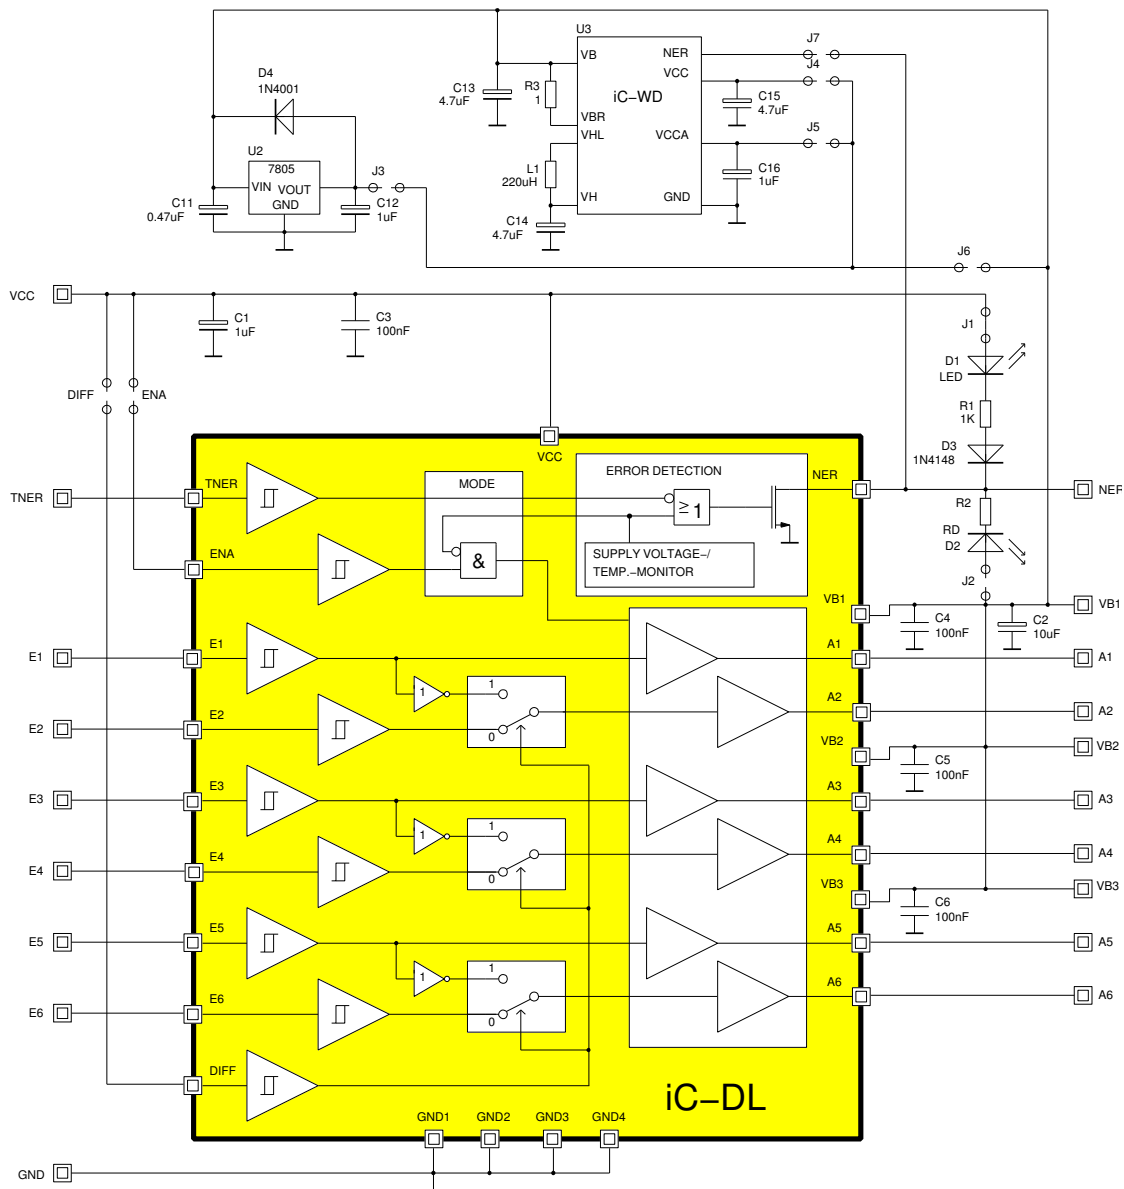 U3
J7
VB
NER
D4
1N4001
C13
4.7uF
R3
1
iC-WD
VCC
J4
C15
4.7uF
VBR
VHL
VCCA
J5
U2
7805
VIN
VOUT
GND
J3
L1
220uH
C16
1uF
C11
0.47uF
C12
1uF
VH
GND
C14
4.7uF
J6
VCC
C1
1uF
C3
100nF
J1
D1
LED
DIFF
ENA
R1
1K
D3
1N4148
VCC
TNER
TNER
MODE
ERROR DETECTION
NER
NER
≥1
R2
RD
D2
ENA
&
SUPPLY VOLTAGE-/
TEMP.-MONITOR
J2
VB1
C4
100nF
C2
10uF
VB1
E1
E1
A1
A1
1
1
E2
E2
0
A2
A2
VB2
C5
100nF
VB2
E3
E3
A3
A3
1
1
E4
E4
0
A4
A4
VB3
C6
100nF
VB3
E5
E5
A5
A5
1
1
E6
E6
0
A6
A6
DIFF
iC-DL
GND1
GND2
GND3
GND4
GND